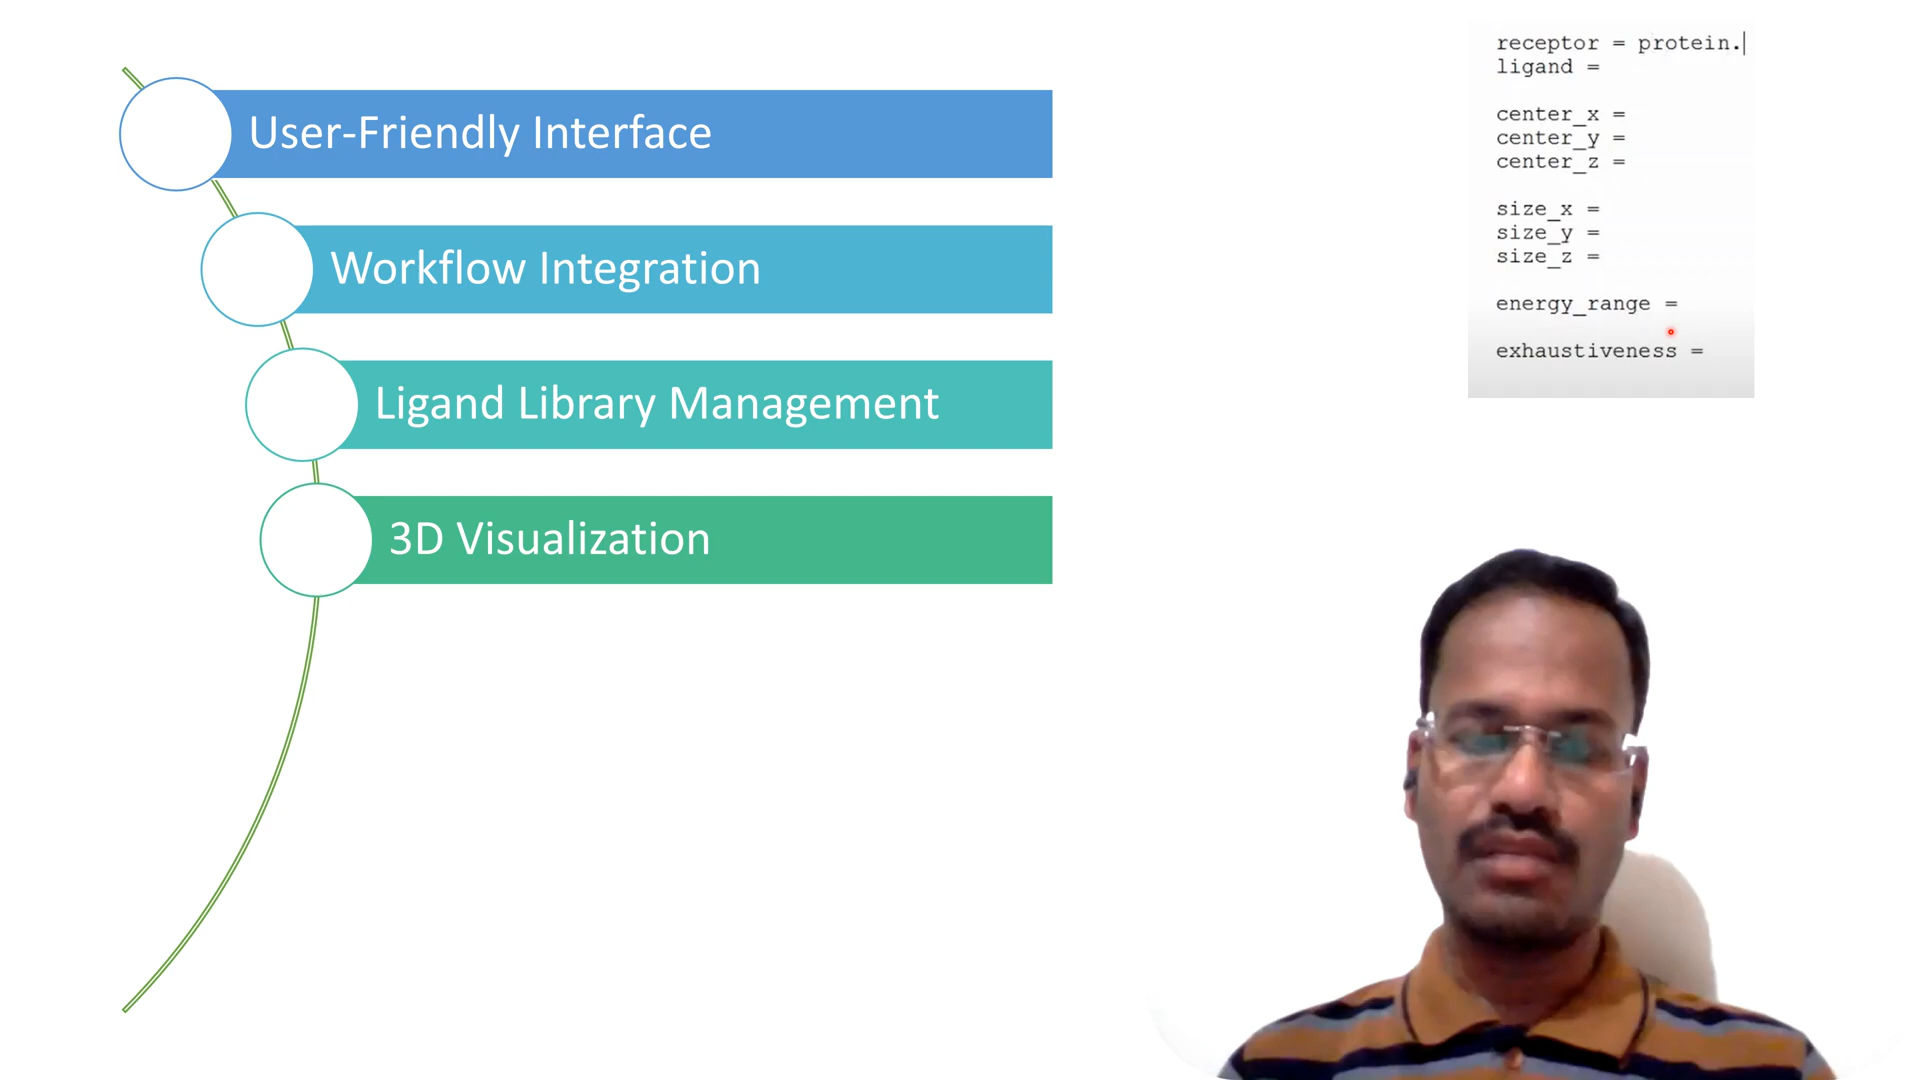 User-Friendly Interface
Workflow Integration
Ligand Library Management
3D Visualization
receptor = protein.
ligand =
center_x =
center_y =
center_z =
size_x =
size_y =
size_z =
energy_range =
exhaustiveness =